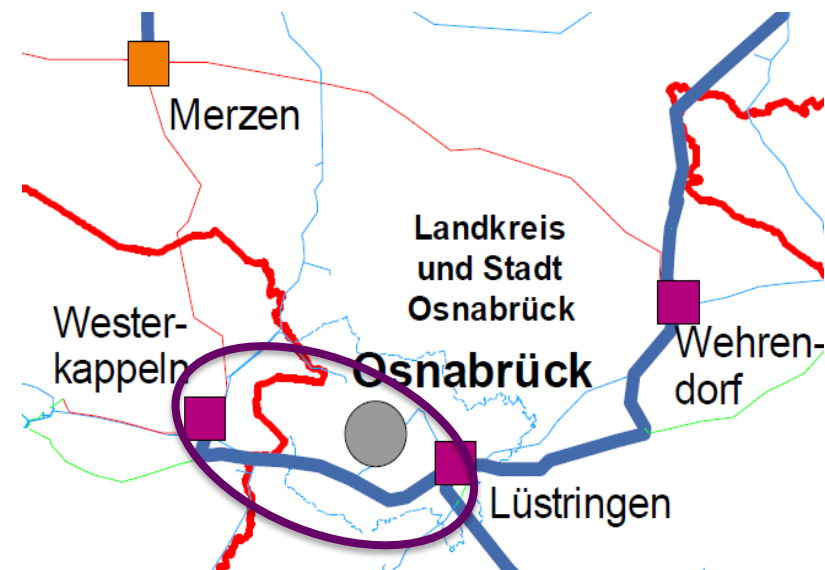 Merzen
Landkreis
und Stadt
Osnabrück
Wester-
kappeln
Osnabrück
Wehren-
dorf
Lüstringen